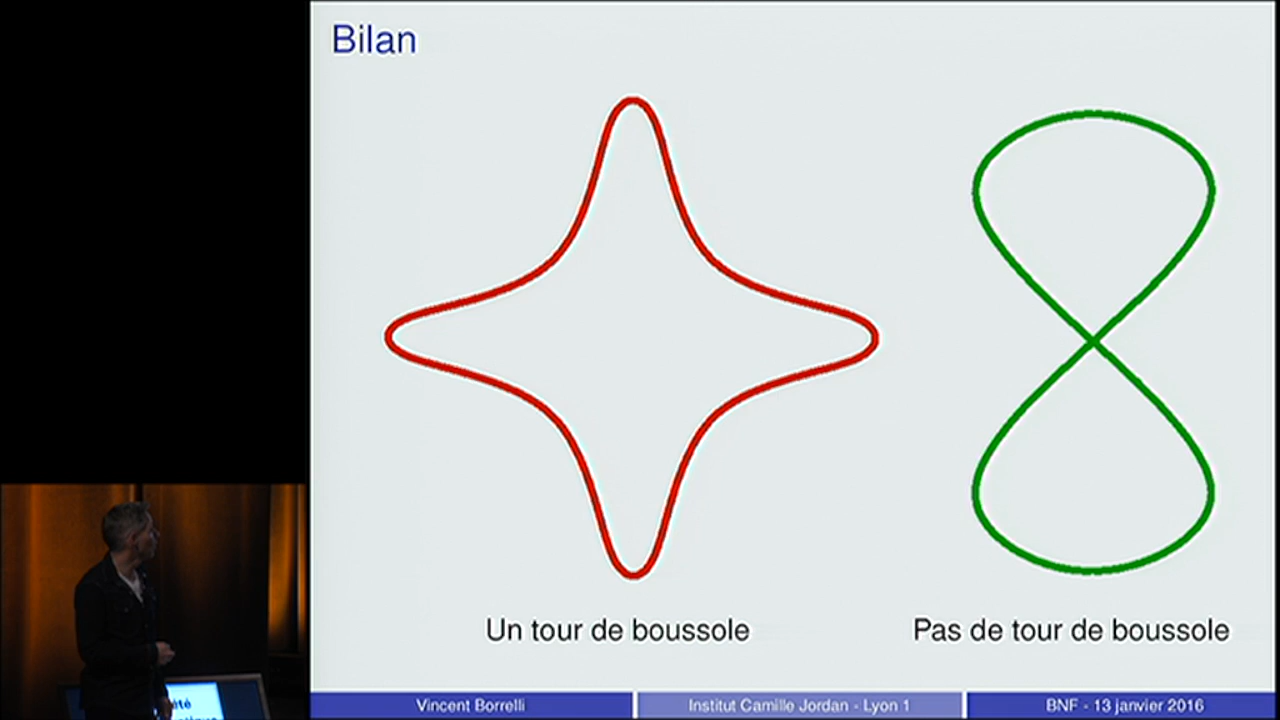 Bilan
Un tour de boussole
Pas de tour de boussole
Vincent Borrelli
Institut Camille Jordan - Lyon 1
BNF - 13 janvier 2016